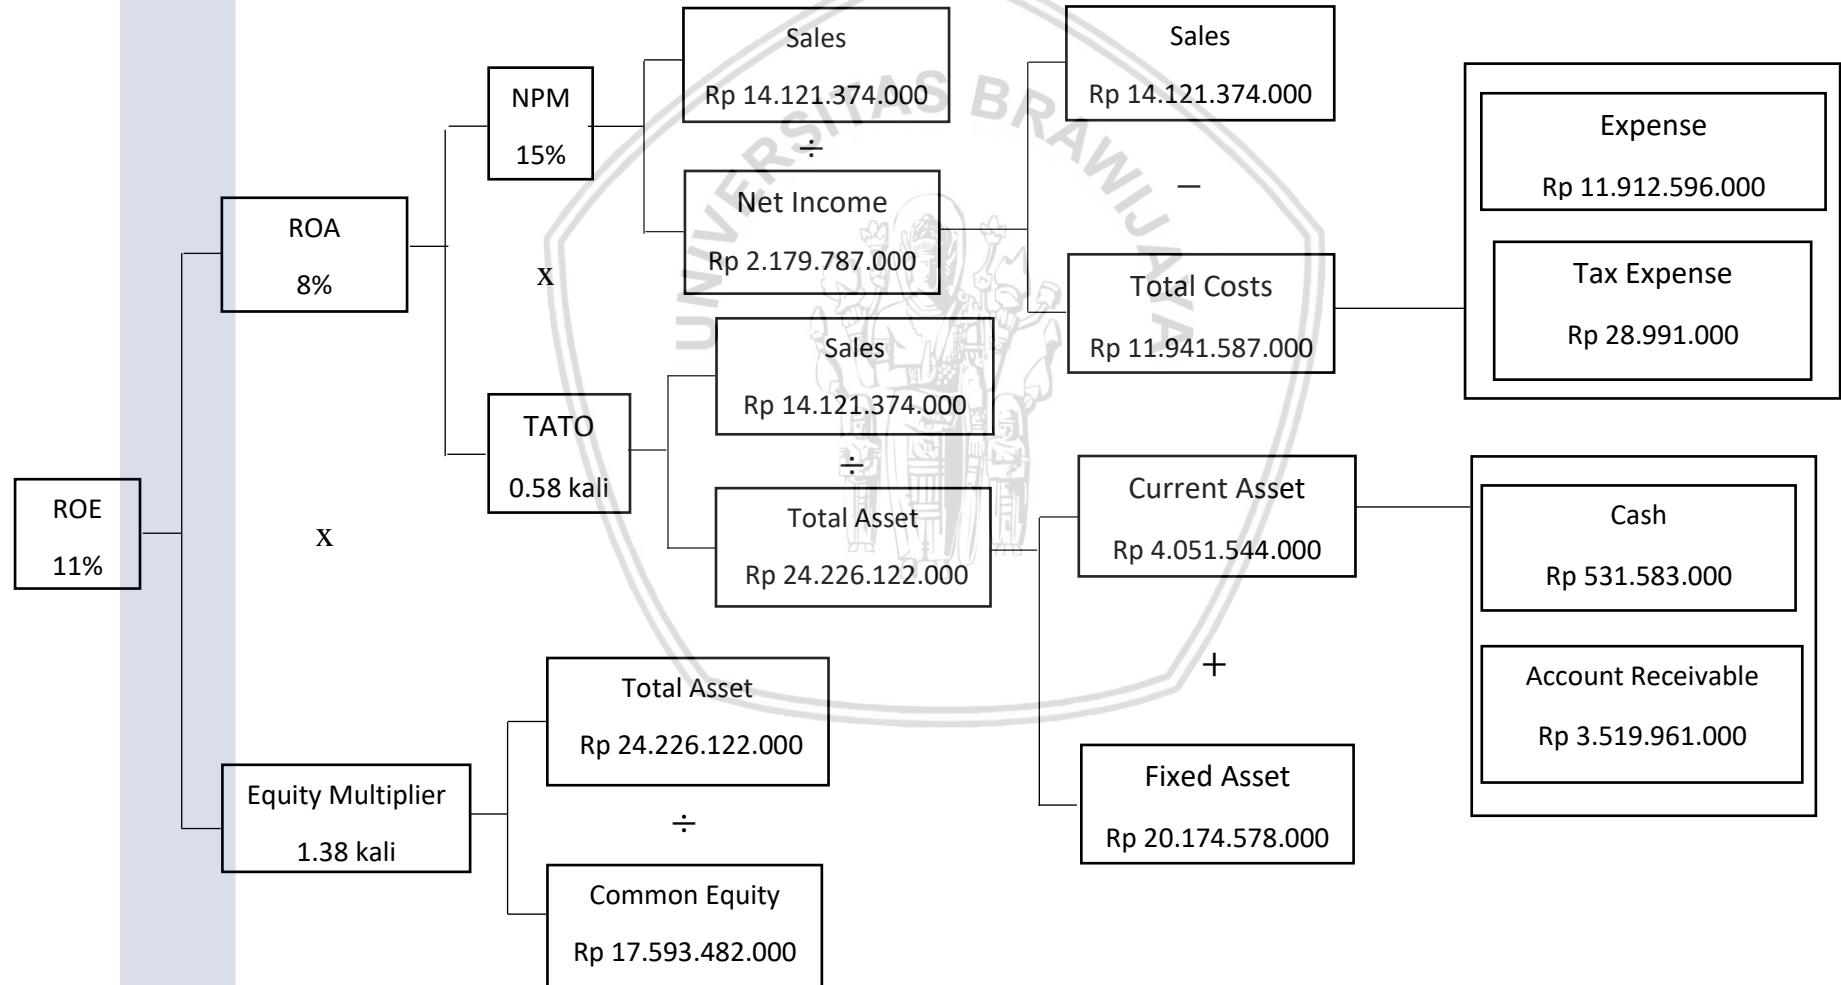 Sales
Rp 14.121.374.000
÷
Net Income
Rp 2.179.787.000
Sales
Rp 14.121.374.000
−
Total Costs
Rp 11.941.587.000
Expense
Rp 11.912.596.000
Tax Expense
Rp 28.991.000
NPM
15%
x
TATO
0.58 kali
ROA
8%
x
ROE
11%
Sales
Rp 14.121.374.000
÷
Total Asset
Rp 24.226.122.000
Current Asset
Rp 4.051.544.000
+
Fixed Asset
Rp 20.174.578.000
Cash
Rp 531.583.000
Account Receivable
Rp 3.519.961.000
Equity Multiplier
1.38 kali
Total Asset
Rp 24.226.122.000
÷
Common Equity
Rp 17.593.482.000
UNIVERSITAS BRAWIJAYA